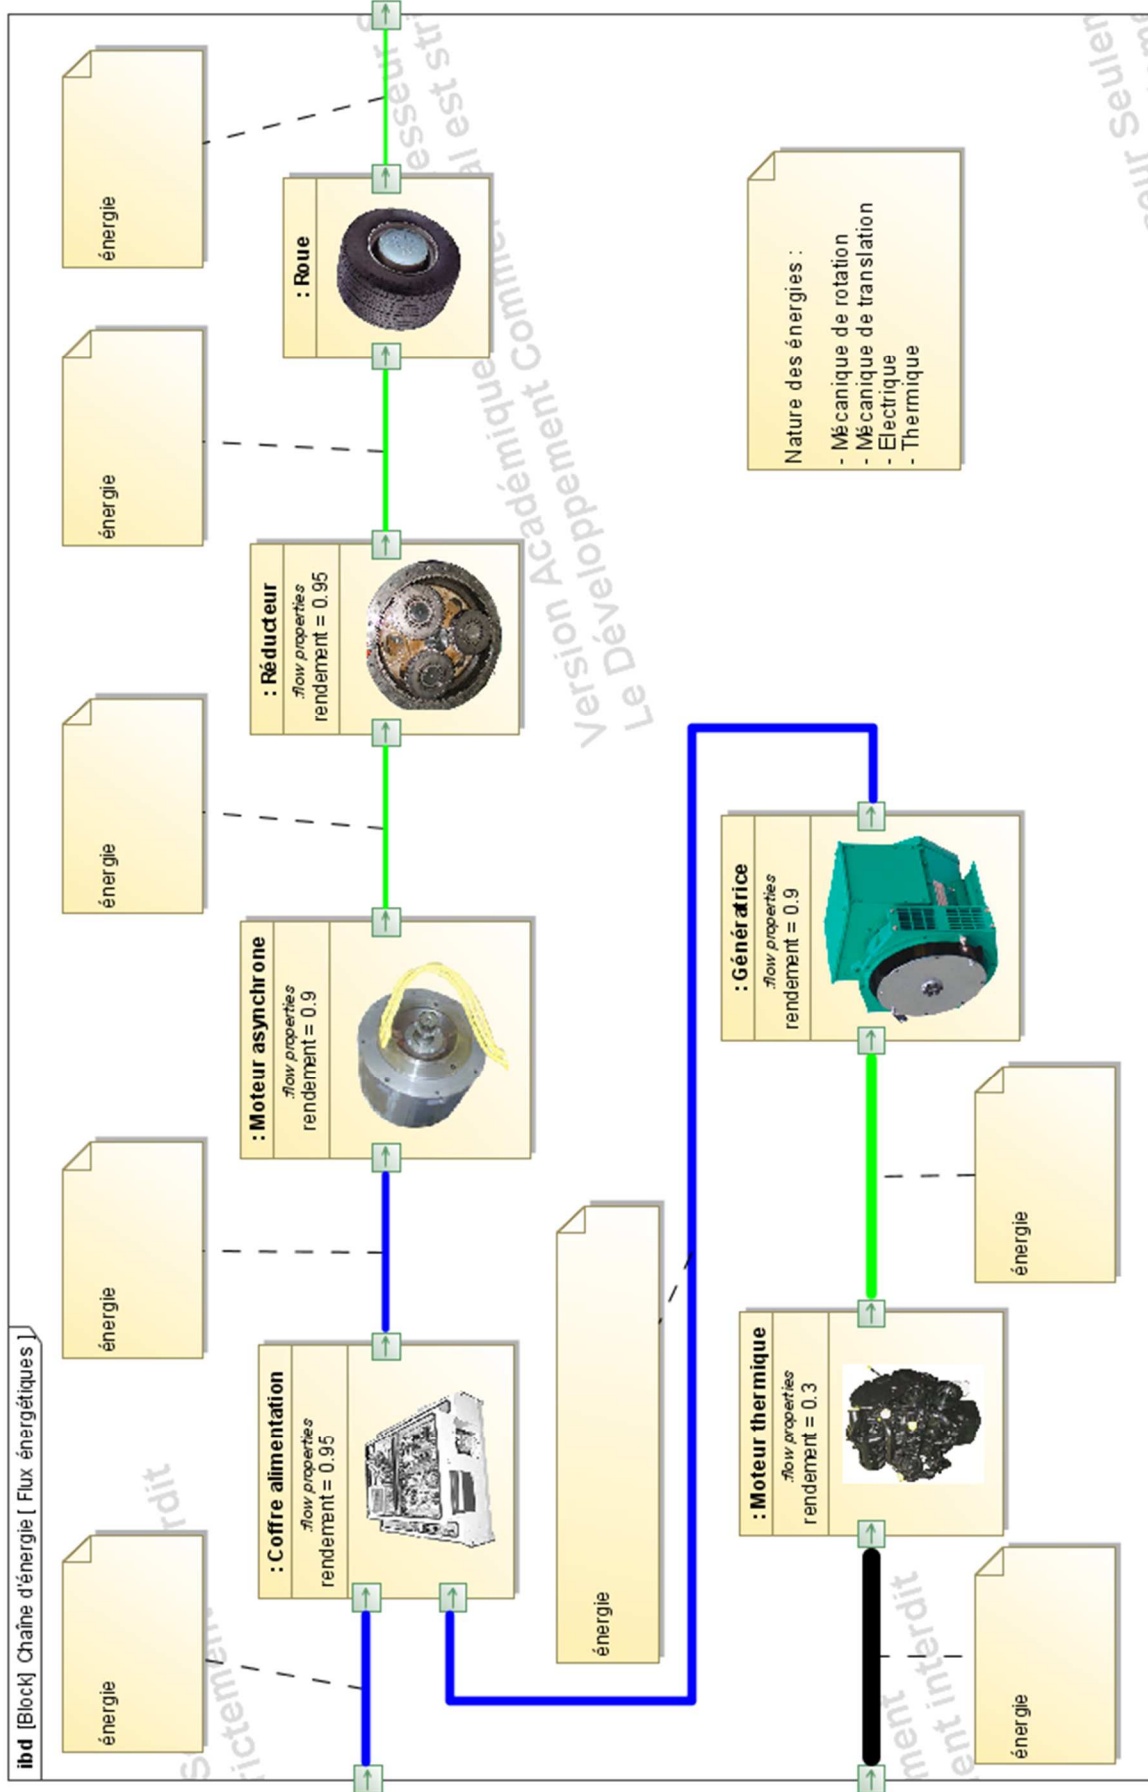 ibd [Block] Chaîne d'énergie [ Flux énergétiques ]
énergie
énergie
énergie
énergie
énergie
: Coffre alimentation
:flow properties
rendement = 0.95
: Moteur asynchrone
:flow properties
rendement = 0.9
: Réducteur
:flow properties
rendement = 0.95
: Roue
énergie
: Moteur thermique
:flow properties
rendement = 0.3
: Génératrice
:flow properties
rendement = 0.9
énergie
énergie
Nature des énergies :
- Mécanique de rotation
- Mécanique de translation
- Electrique
- Thermique
Version Académique
Le Développement Comme
al est stri
interdit